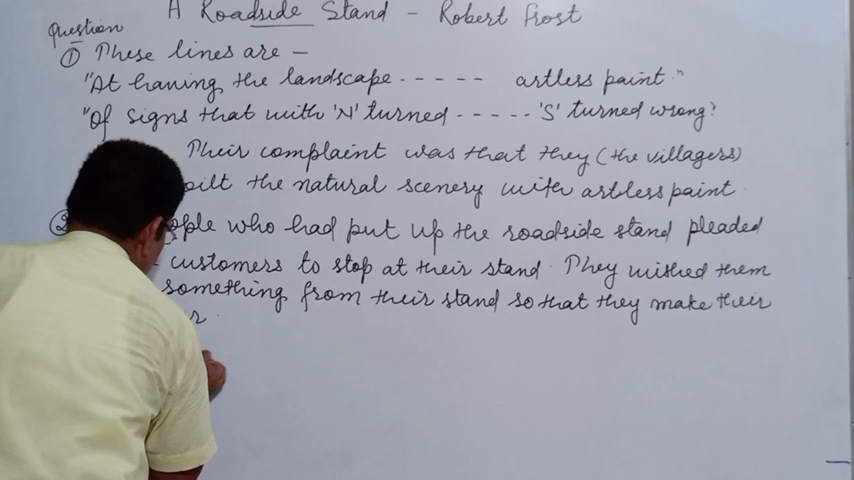 A Roadside Stand - Robert Frost
Question
① These lines are -
"At having the landscape ----- artless paint."
"Of signs that with 'N' turned ----- 'S' turned wrong?
Their complaint was that they (the villagers)
the natural scenery with artless paint
② who had put up the roadside stand pleaded
customers to stop at their stand. They wished them
something from their stand so that they make their